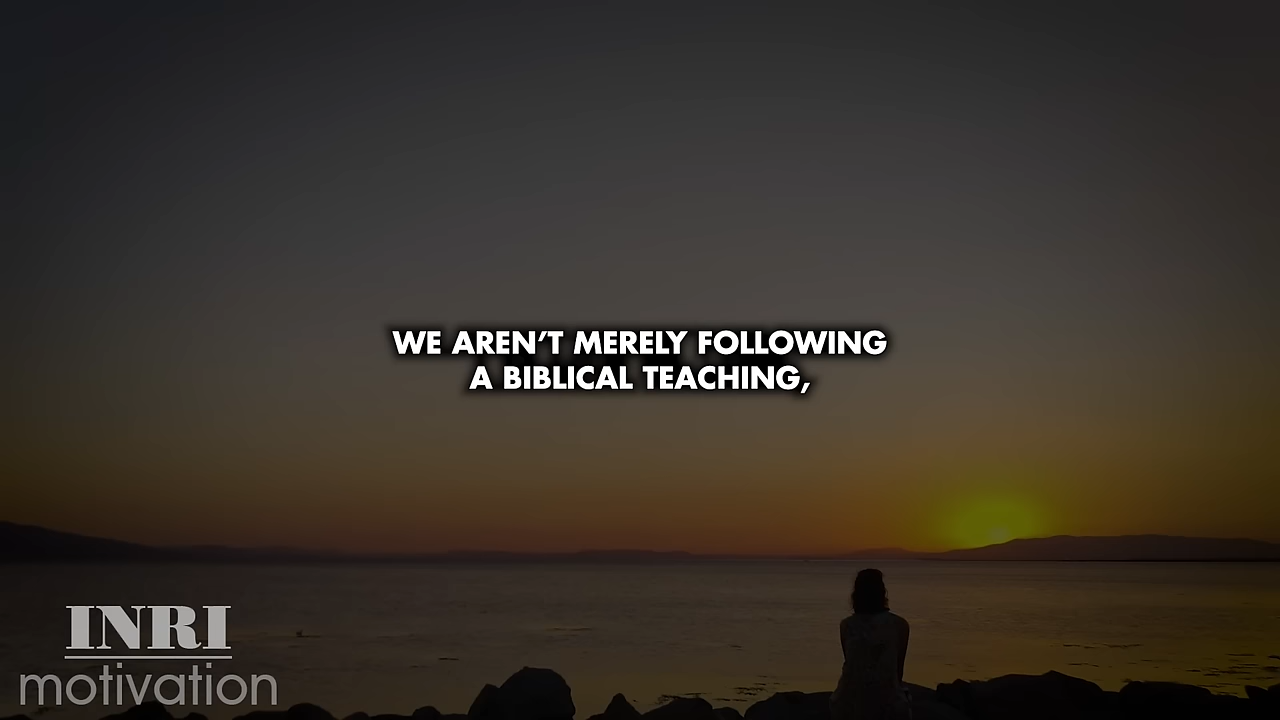 WE AREN'T MERELY FOLLOWING
A BIBLICAL TEACHING,
INRI
motivation